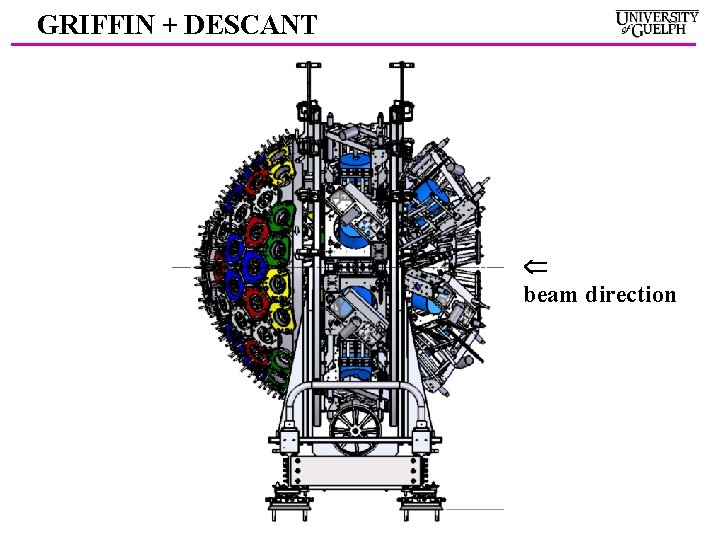 GRIFFIN + DESCANT
UNIVERSITY
of GUELPH
⇐
beam direction